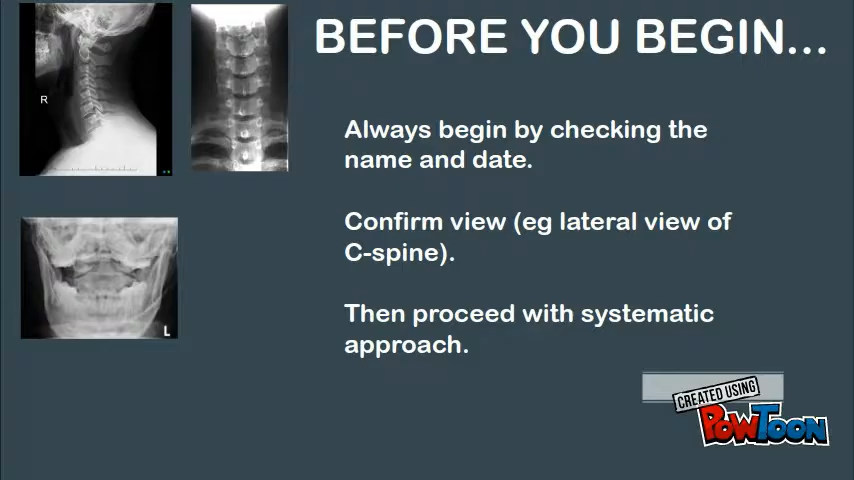 BEFORE YOU BEGIN...
R
Always begin by checking the
name and date.
Confirm view (eg lateral view of
C-spine).
Then proceed with systematic
approach.
L
CREATED USING
POWTOON